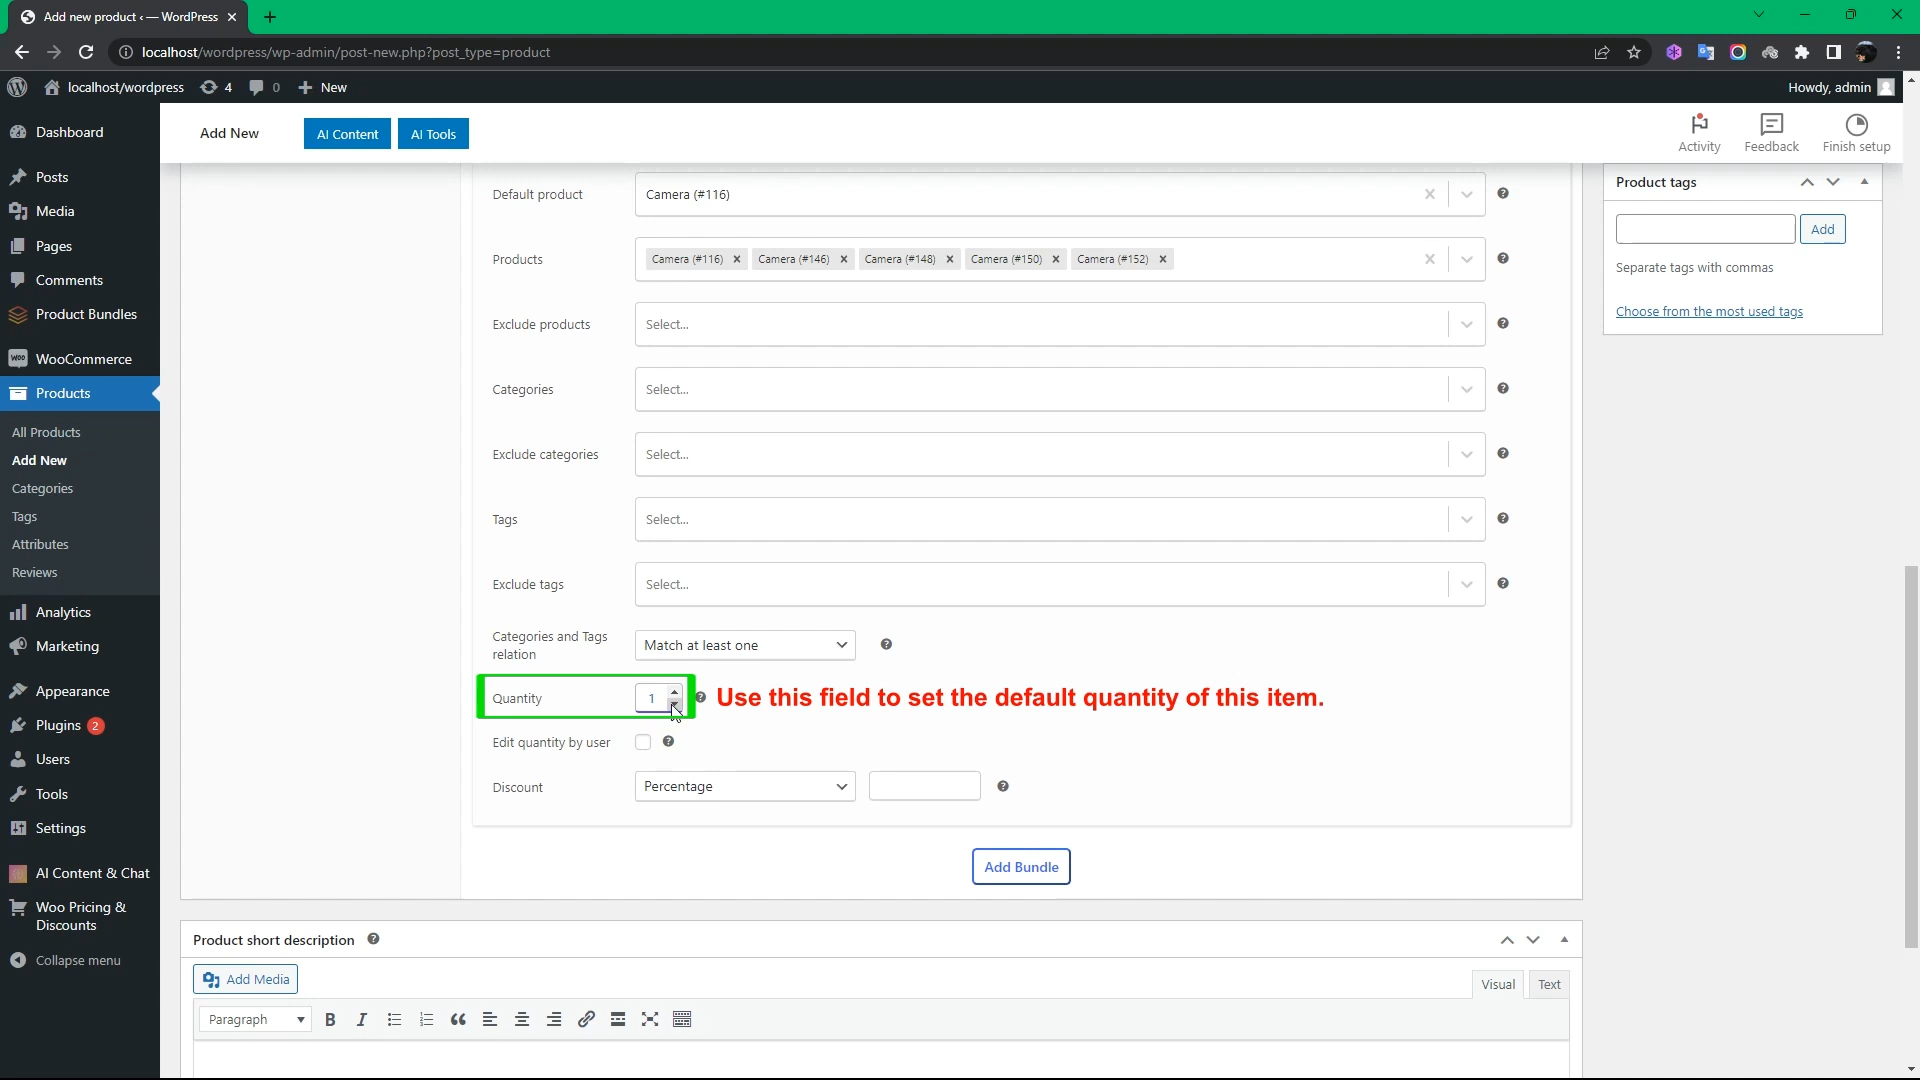 Add new product ‹ — WordPress
localhost/wordpress/wp-admin/post-new.php?post_type=product
localhost/wordpress
4
0
New
Howdy, admin
Dashboard
Posts
Media
Pages
Comments
Product Bundles
WooCommerce
Products
All Products
Add New
Categories
Tags
Attributes
Reviews
Analytics
Marketing
Appearance
Plugins 2
Users
Tools
Settings
AI Content & Chat
Woo Pricing &
Discounts
Collapse menu
Add New
AI Content
AI Tools
Activity
Feedback
Finish setup
Default product
Camera (#116)
Products
Camera (#116) Camera (#146) Camera (#148) Camera (#150) Camera (#152)
Exclude products
Select...
Categories
Select...
Exclude categories
Select...
Tags
Select...
Exclude tags
Select...
Categories and Tags
relation
Match at least one
Quantity
1
Use this field to set the default quantity of this item.
Edit quantity by user
Discount
Percentage
Add Bundle
Product short description
Add Media
Visual
Text
Paragraph
Product tags
Add
Separate tags with commas
Choose from the most used tags